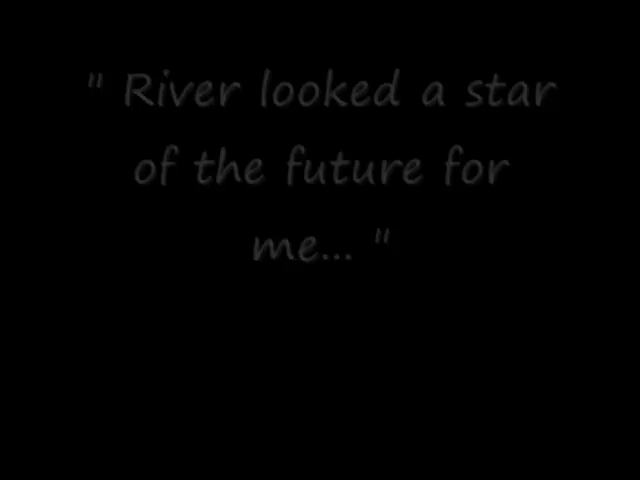 " River looked a star
of the future for
me... "